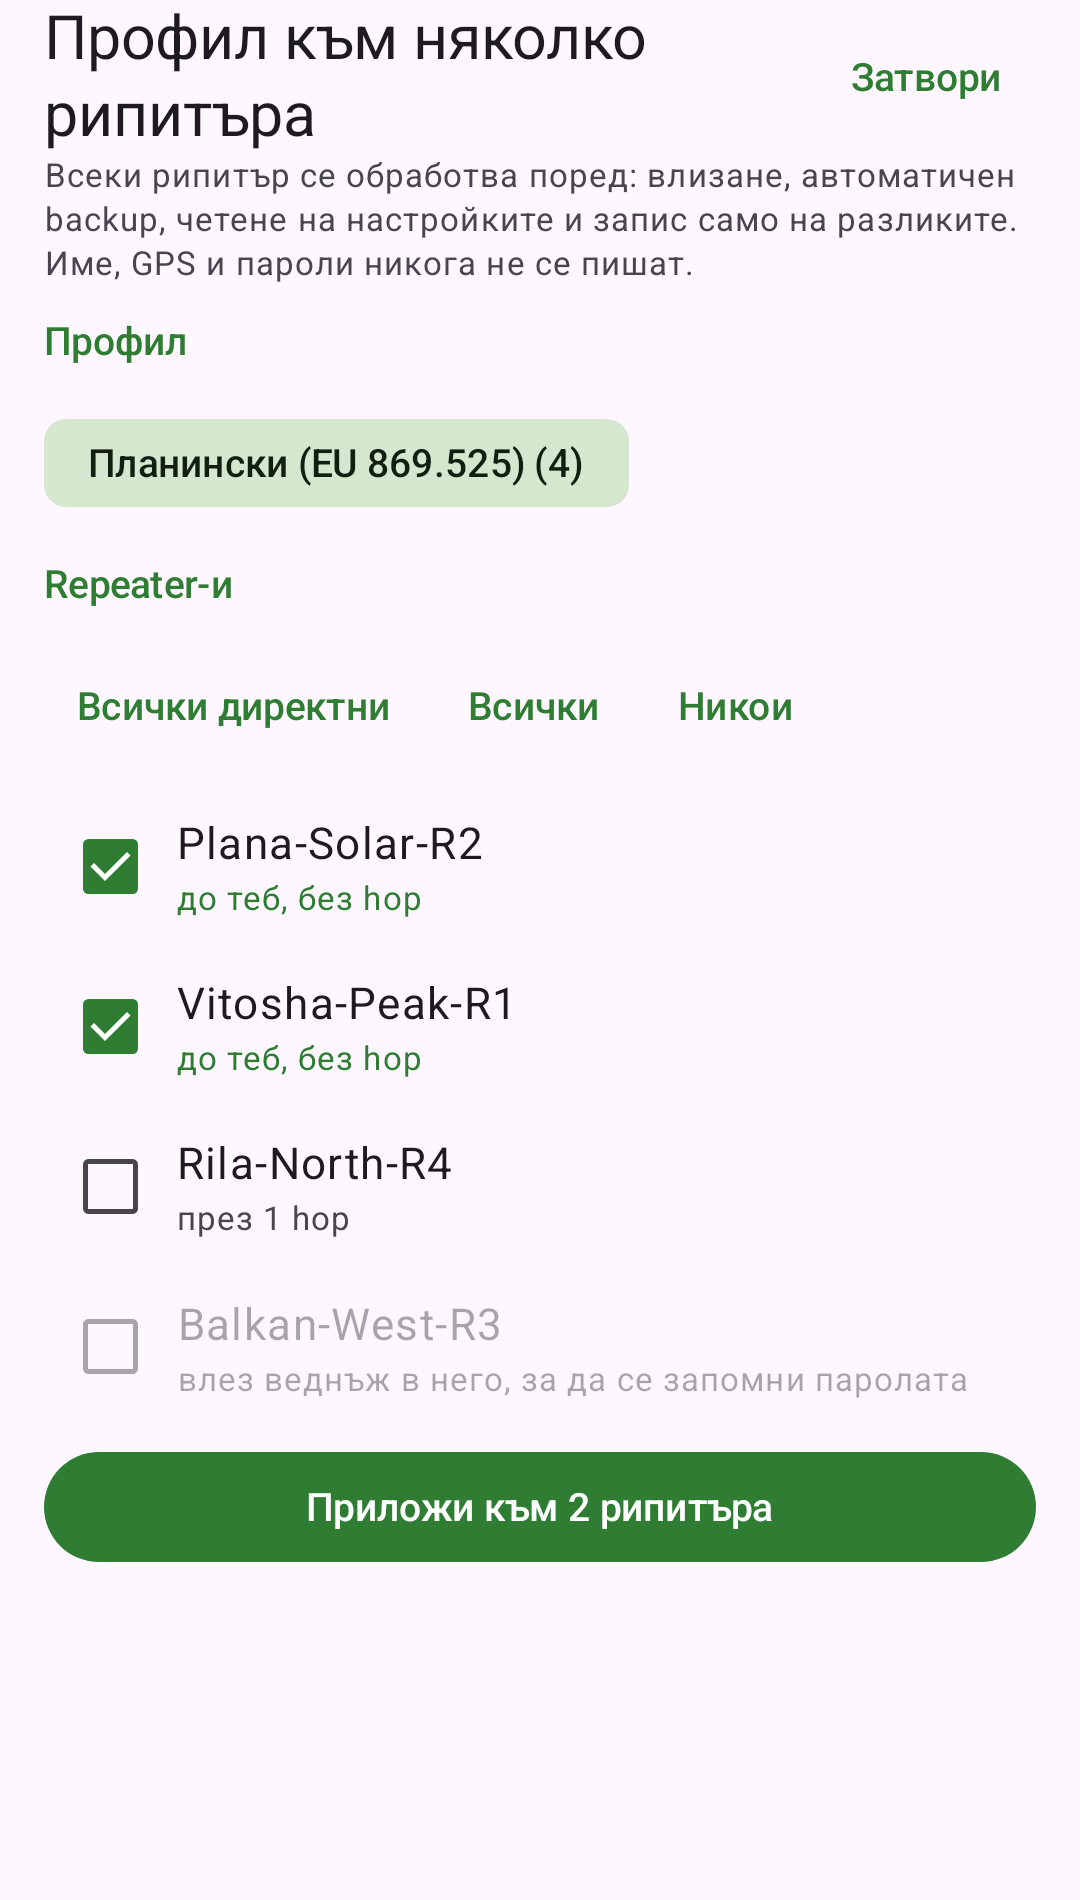 Профил към няколко
рипитъра
Затвори
Всеки рипитър се обработва поред: влизане, автоматичен
backup, четене на настройките и запис само на разликите.
Име, GPS и пароли никога не се пишат.
Профил
Планински (EU 869.525) (4)
Repeater-и
Всички директни Всички Никои
Plana-Solar-R2
до теб, без hop
Vitosha-Peak-R1
до теб, без hop
Rila-North-R4
през 1 hop
Balkan-West-R3
влез веднъж в него, за да се запомни паролата
Приложи към 2 рипитъра